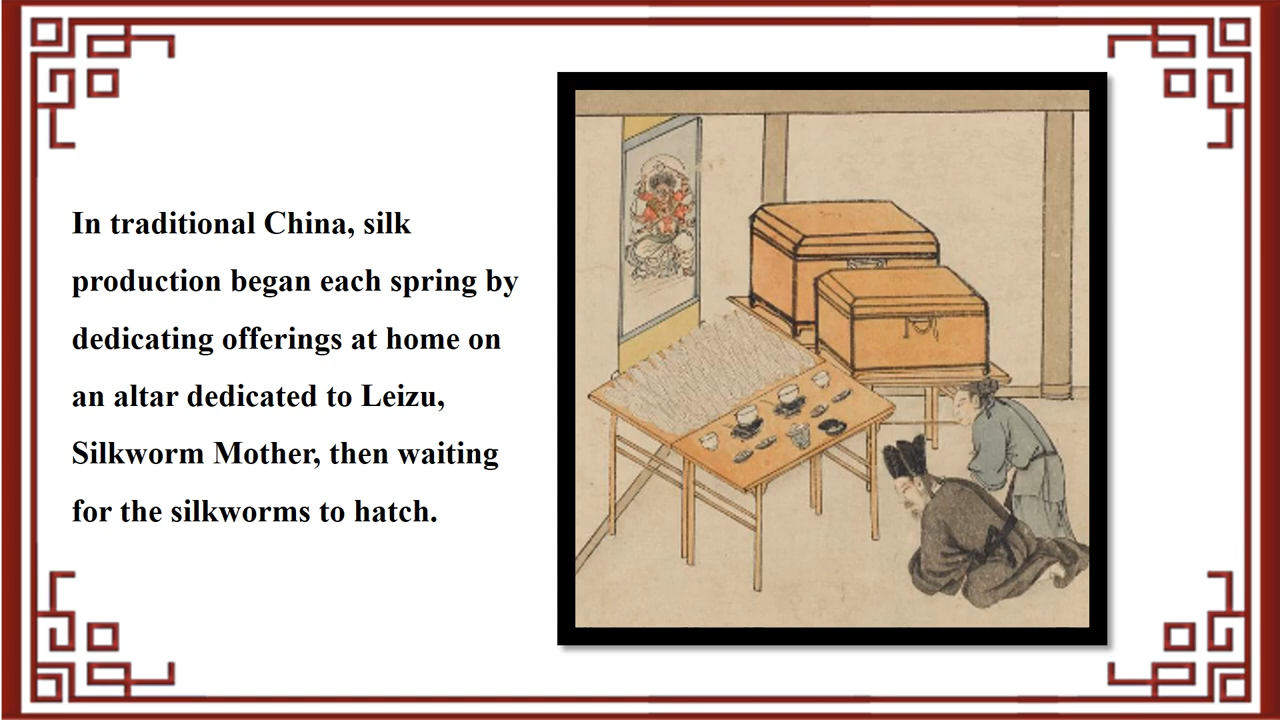 In traditional China, silk
production began each spring by
dedicating offerings at home on
an altar dedicated to Leizu,
Silkworm Mother, then waiting
for the silkworms to hatch.